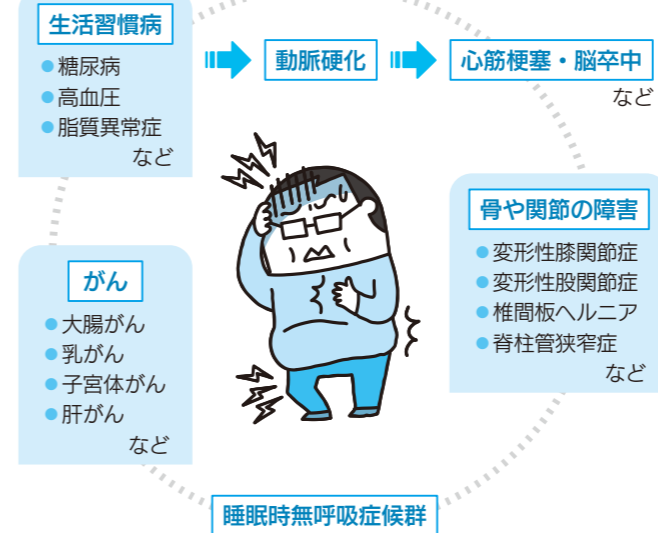 生活習慣病
●糖尿病
●高血圧
●脂質異常症
など
動脈硬化
心筋梗塞・脳卒中
など
骨や関節の障害
●変形性膝関節症
●変形性股関節症
●椎間板ヘルニア
●脊柱管狭窄症
など
がん
●大腸がん
●乳がん
●子宮体がん
●肝がん
など
睡眠時無呼吸症候群